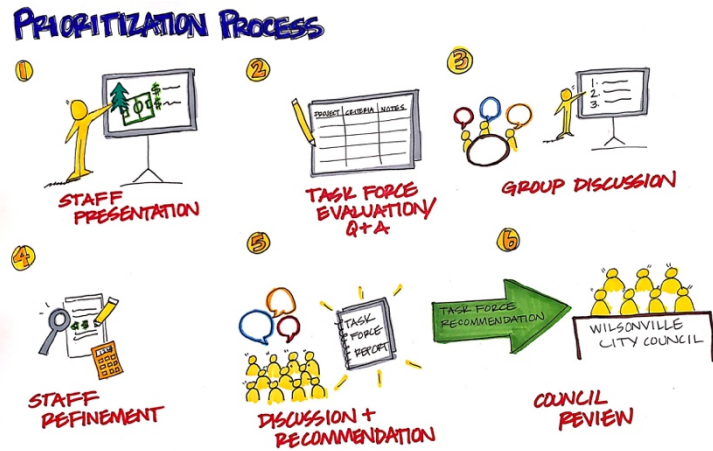 PRIORITIZATION PROCESS
1
$
$
STAFF
PRESENTATION
2
PROJECT CRITERIA NOTES
TASK FORCE
EVALUATION/
Q+A
3
1.
2.
3.
GROUP DISCUSSION
4
$ $
STAFF
REFINEMENT
5
TASK
FORCE
REPORT
DISCUSSION +
RECOMMENDATION
6
TASK FORCE
RECOMMENDATION
WILSONVILLE
CITY COUNCIL
COUNCIL
REVIEW